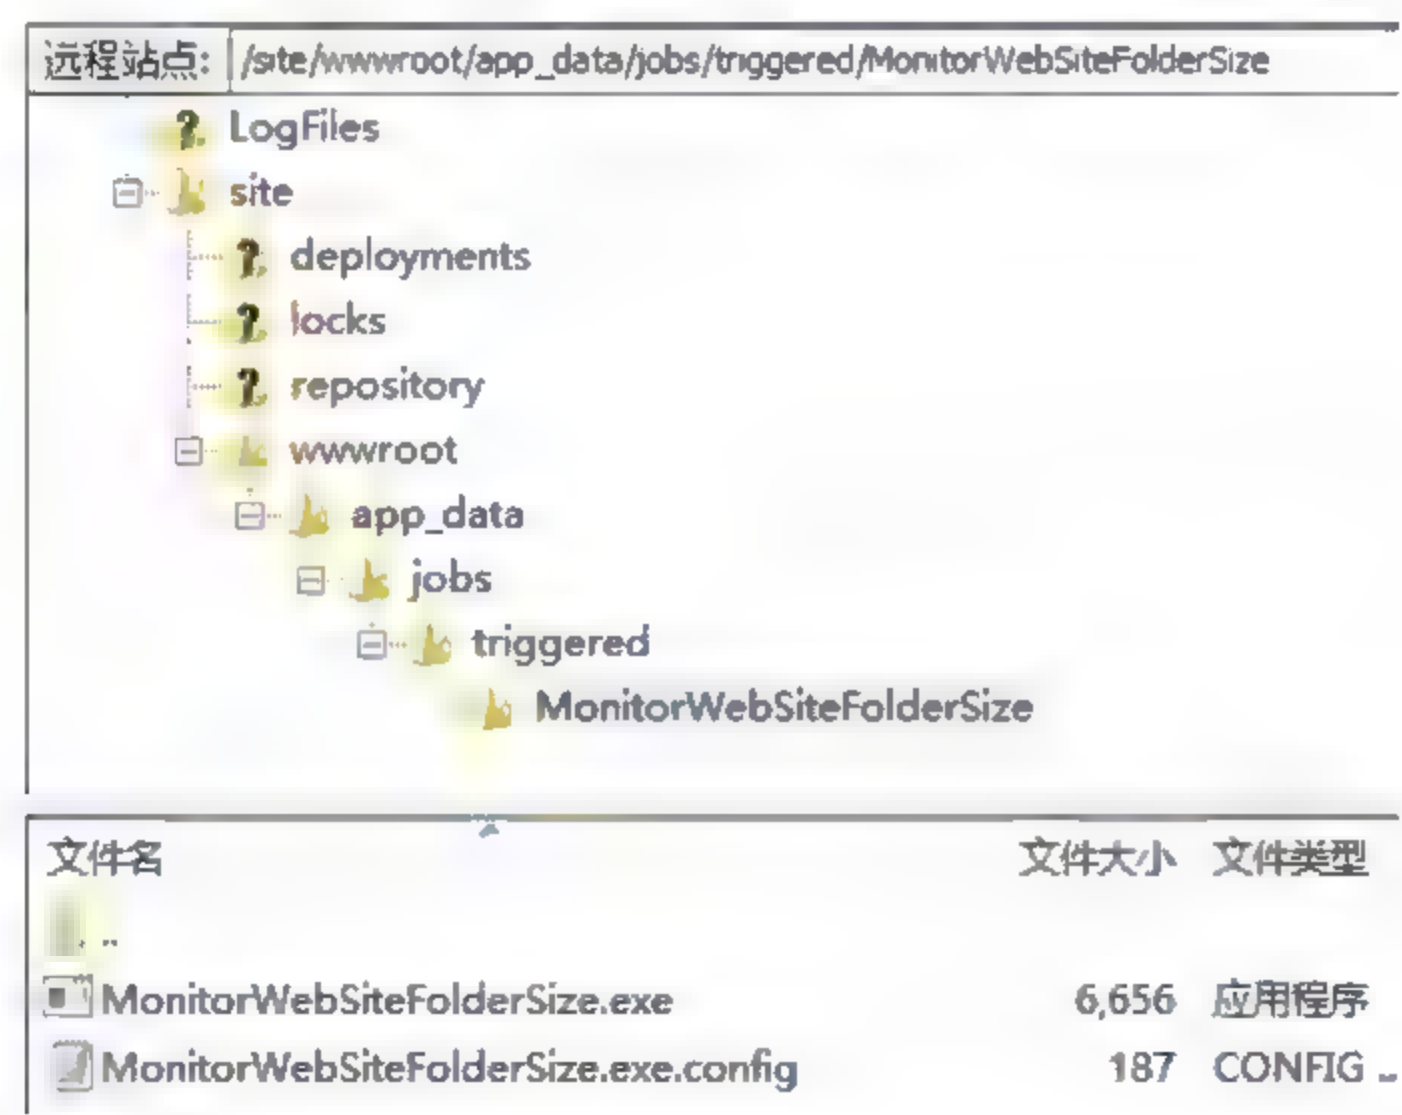 远程站点: /site/wwwroot/app_data/jobs/triggered/MonitorWebSiteFolderSize
LogFiles
site
deployments
locks
repository
wwwroot
app_data
jobs
triggered
MonitorWebSiteFolderSize
文件名 文件大小 文件类型
..
MonitorWebSiteFolderSize.exe 6,656 应用程序
MonitorWebSiteFolderSize.exe.config 187 CONFIG ..